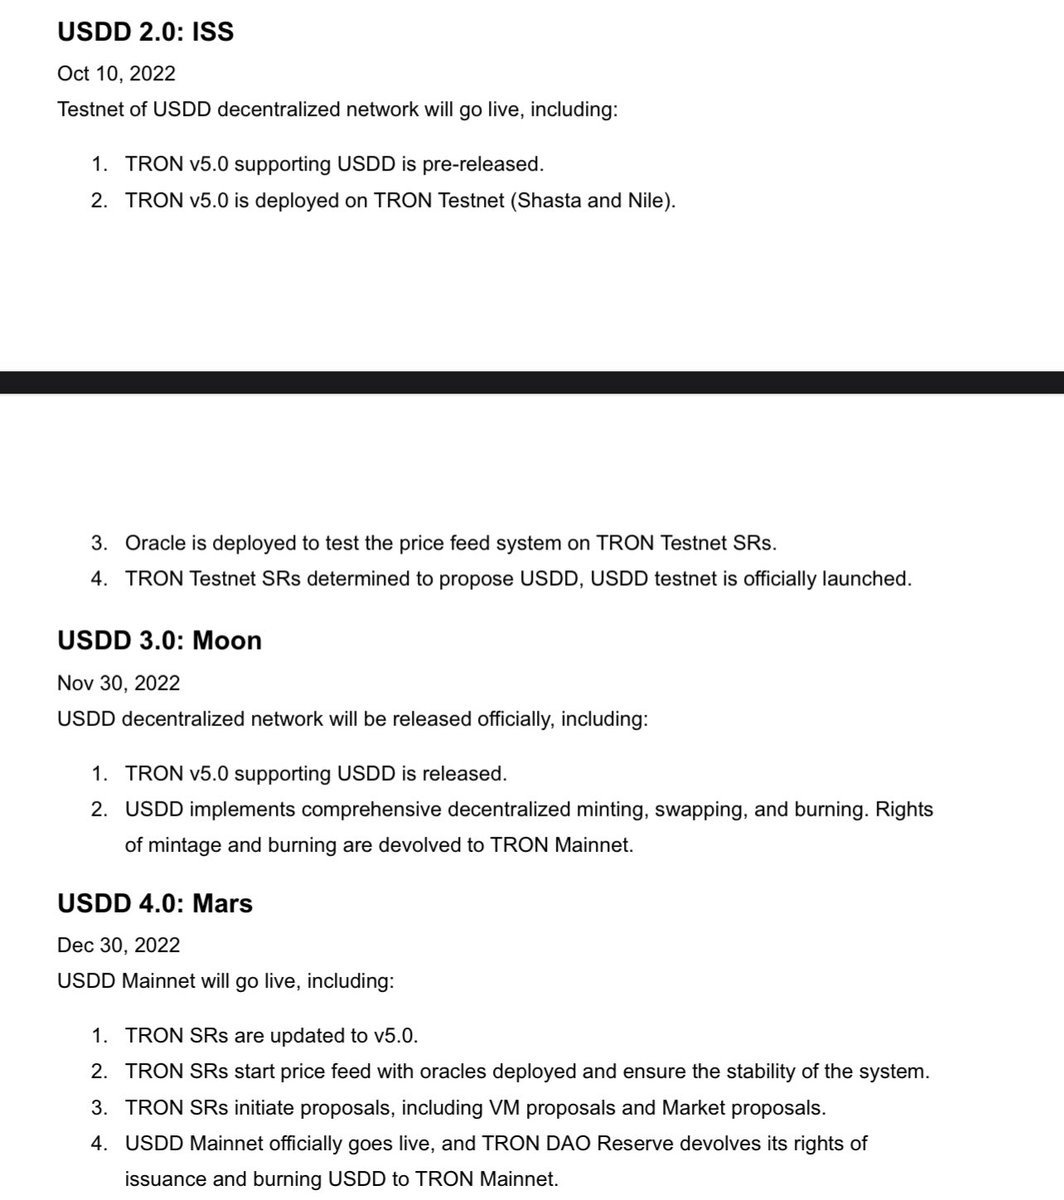 USDD 2.0: ISS
Oct 10, 2022
Testnet of USDD decentralized network will go live, including:
1. TRON v5.0 supporting USDD is pre-released.
2. TRON v5.0 is deployed on TRON Testnet (Shasta and Nile).
3. Oracle is deployed to test the price feed system on TRON Testnet SRs.
4. TRON Testnet SRs determined to propose USDD, USDD testnet is officially launched.
USDD 3.0: Moon
Nov 30, 2022
USDD decentralized network will be released officially, including:
1. TRON v5.0 supporting USDD is released.
2. USDD implements comprehensive decentralized minting, swapping, and burning. Rights
of mintage and burning are devolved to TRON Mainnet.
USDD 4.0: Mars
Dec 30, 2022
USDD Mainnet will go live, including:
1. TRON SRs are updated to v5.0.
2. TRON SRs start price feed with oracles deployed and ensure the stability of the system.
3. TRON SRs initiate proposals, including VM proposals and Market proposals.
4. USDD Mainnet officially goes live, and TRON DAO Reserve devolves its rights of
issuance and burning USDD to TRON Mainnet.